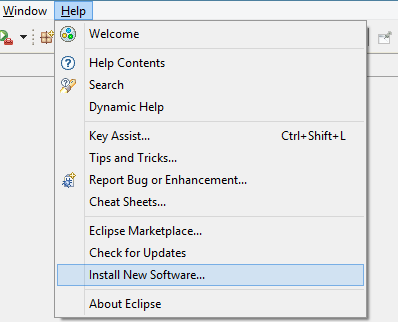 Window Help
Welcome
Help Contents
Search
Dynamic Help
Key Assist... Ctrl+Shift+L
Tips and Tricks...
Report Bug or Enhancement...
Cheat Sheets...
Eclipse Marketplace...
Check for Updates
Install New Software...
About Eclipse